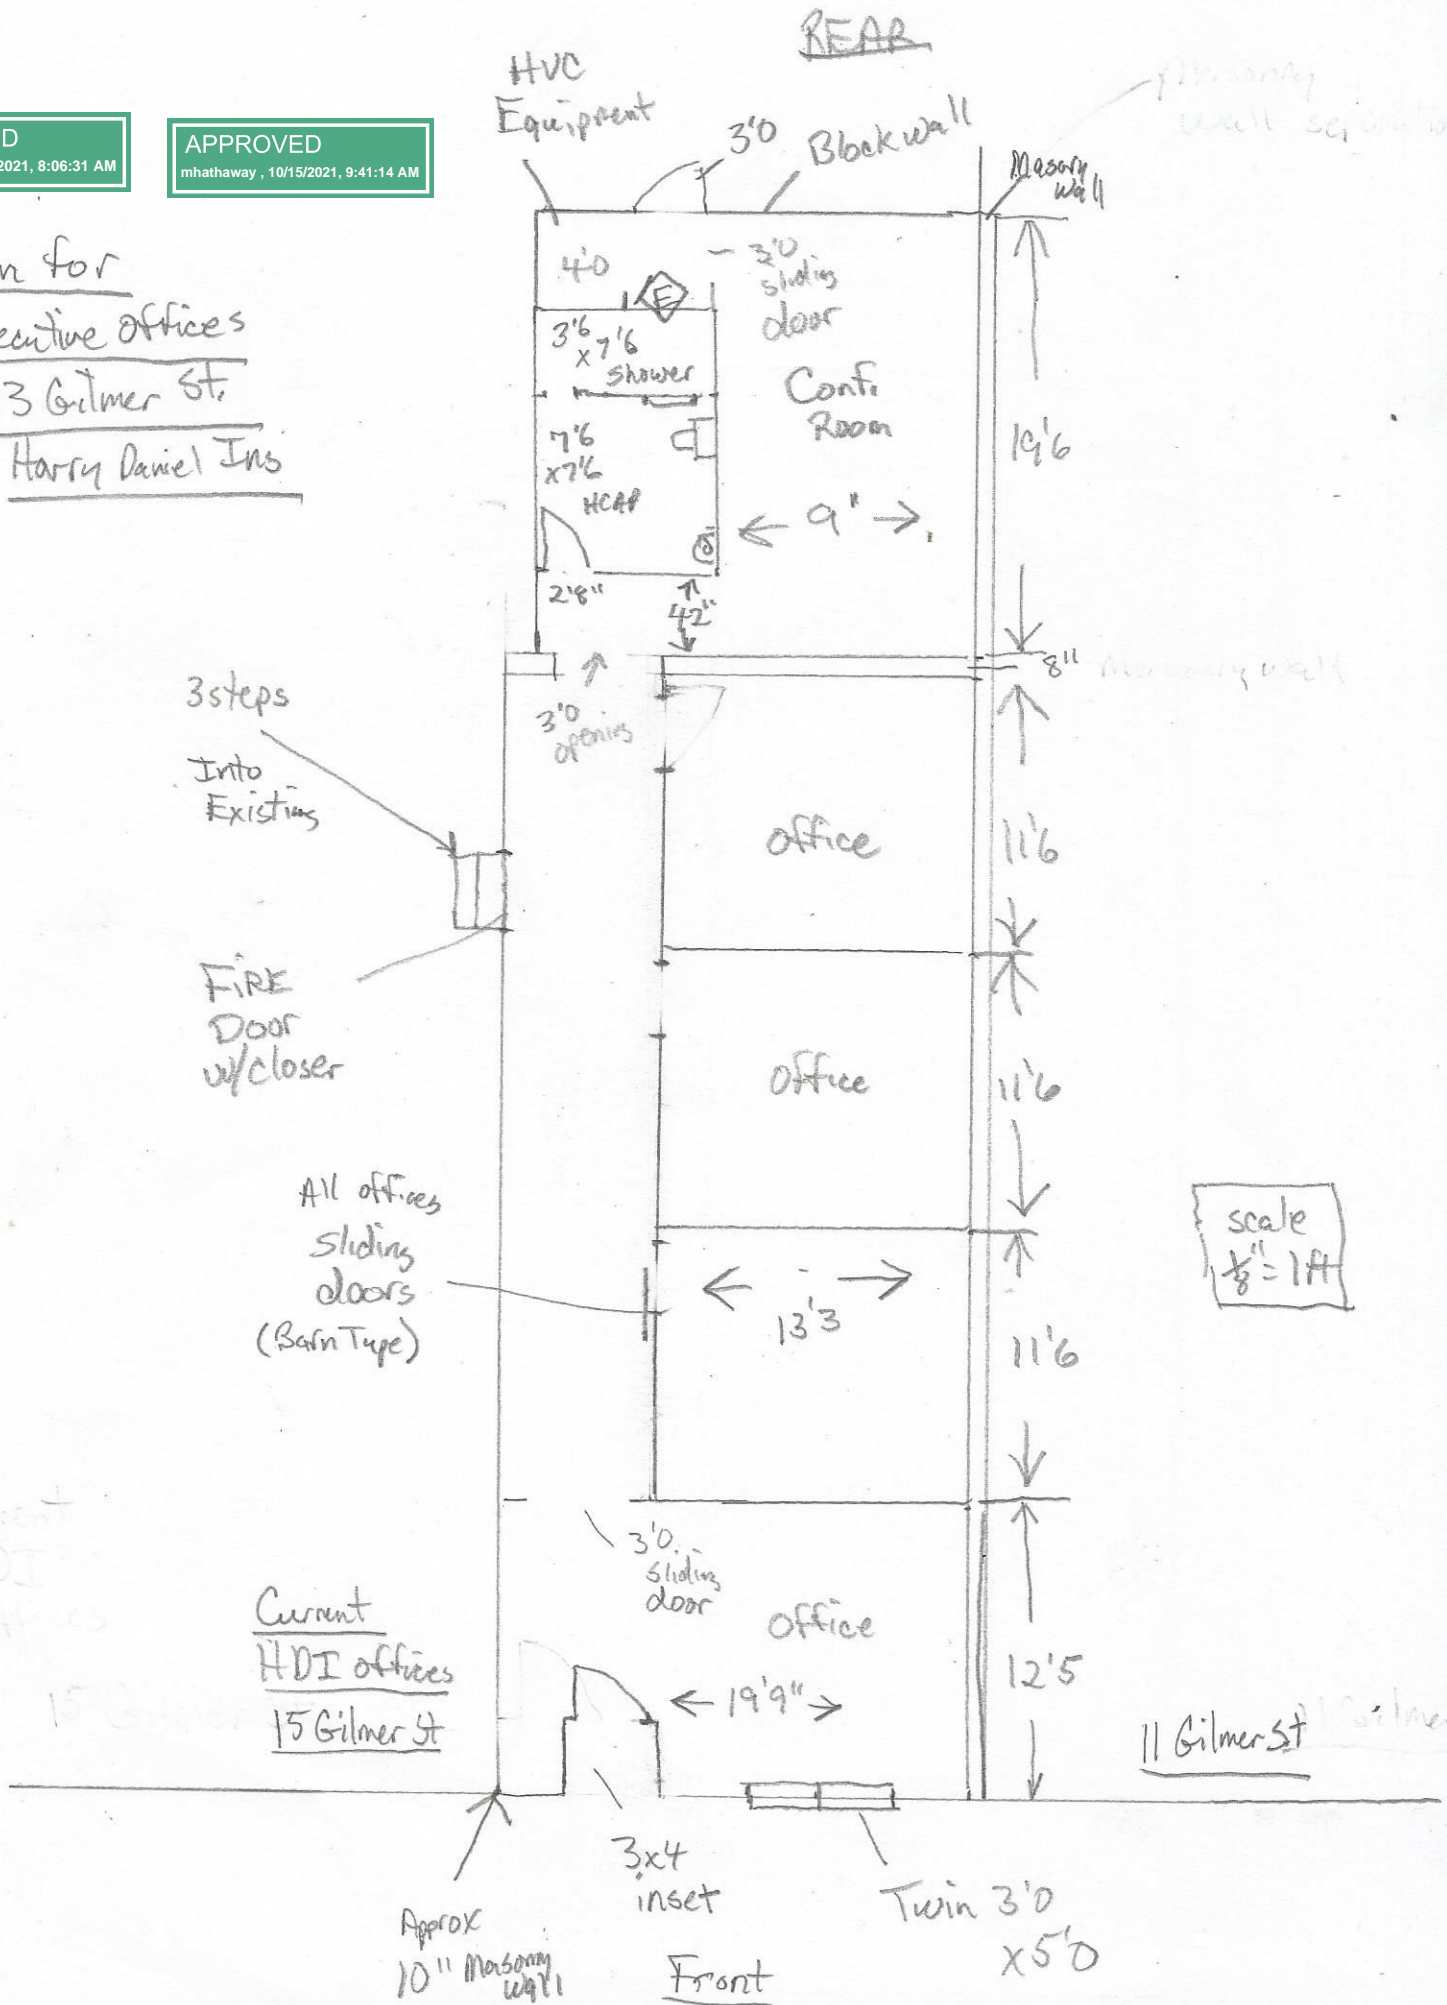 REAR
HVC
Equipment
3'0
Block wall
Masonry
Wall
D
2021, 8:06:31 AM
APPROVED
mhathaway , 10/15/2021, 9:41:14 AM
n for
ecutive offices
3 Gilmer St.
Harry Daniel Ins
4'0
E
3'0
sliding
door
3'6
x 7'6
shower
Conf.
Room
19'6
7'6
x7'6
HCAP
← 9" →
2'8"
42"
8"
Masonry wall
3 steps
Into
Existing
3'0
opening
office
11'6
FIRE
Door
w/closer
office
11'6
All offices
sliding
doors
(Barn Type)
13'3
11'6
scale
1/8" = 1 ft
3'0
sliding
door
Current
HDI offices
15 Gilmer St
office
← 19'9" →
12'5
11 Gilmer St
3x4
inset
Twin 3'0
x5'0
Approx
10" Masonry
Wall
Front